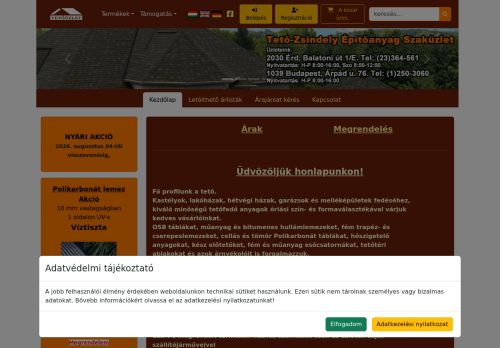 TETŐÜZLET
Termékek
Támogatás
Belépés
Regisztráció
A kosár üres.
keresés...
Tető-Zsindely Építőanyag Szaküzlet
Üzleteink:
2030 Érd, Balatoni út 1/E. Tel: (23)364-561
Nyitvatartás: H-P 8:00-16:00, Szo 8:00-12:00
1039 Budapest, Árpád u. 76. Tel: (1)250-3060
Nyitvatartás: H-P 8:00-16:00
Kezdőlap
Letölthető árlisták
Árajánlat kérés
Kapcsolat
NYÁRI AKCIÓ
2026. augusztus 04-től
visszavonásig,
Polikarbonát lemez
Akció
16 mm vastagságban
1 oldalon UV-s
Víztiszta
Megrendelem
Árak
Megrendelés
Üdvözöljük honlapunkon!
Fő profilunk a tető.
Kastélyok, lakóházak, hétvégi házak, garázsok és melléképületek fedéséhez,
kiváló minőségű tetőfedő anyagok óriási szín- és formaválasztékával várjuk
kedves vásárlóinkat.
OSB táblákat, műanyag és bitumenes hullámlemezeket, fém trapéz- és
cserepeslemezeket, cellás és tömör Polikarbonát táblákat, hőszigetelő
anyagokat, kész előtetőket, fém és műanyag esőcsatornákat, tetőtéri
ablakokat és azok árnyékolóit is forgalmazzuk.
Adatvédelmi tájékoztató
A jobb felhasználói élmény érdekében weboldalunkon technikai sütiket használunk. Ezen sütik nem tárolnak személyes vagy bizalmas
adatokat. Bővebb információkért olvassa el az adatkezelési nyilatkozatunkat!
Elfogadom
Adatkezelési nyilatkozat
szállítójárműveivel